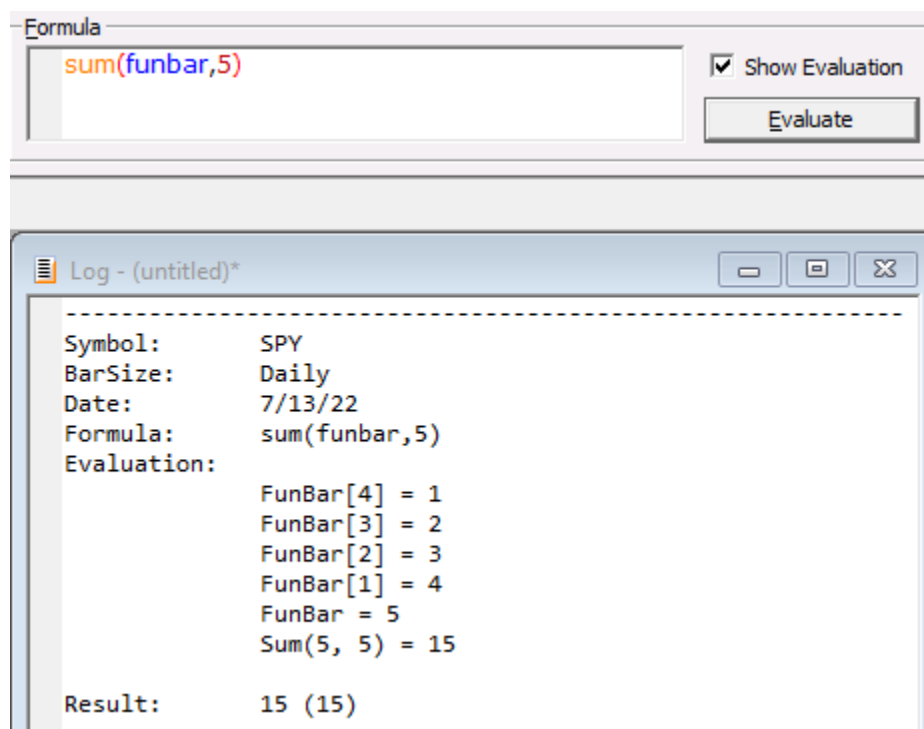 Formula
sum(funbar,5)
Show Evaluation
Evaluate
Log - (untitled)*
------------------------------------------------------------
Symbol: SPY
BarSize: Daily
Date: 7/13/22
Formula: sum(funbar,5)
Evaluation:
FunBar[4] = 1
FunBar[3] = 2
FunBar[2] = 3
FunBar[1] = 4
FunBar = 5
Sum(5, 5) = 15
Result: 15 (15)